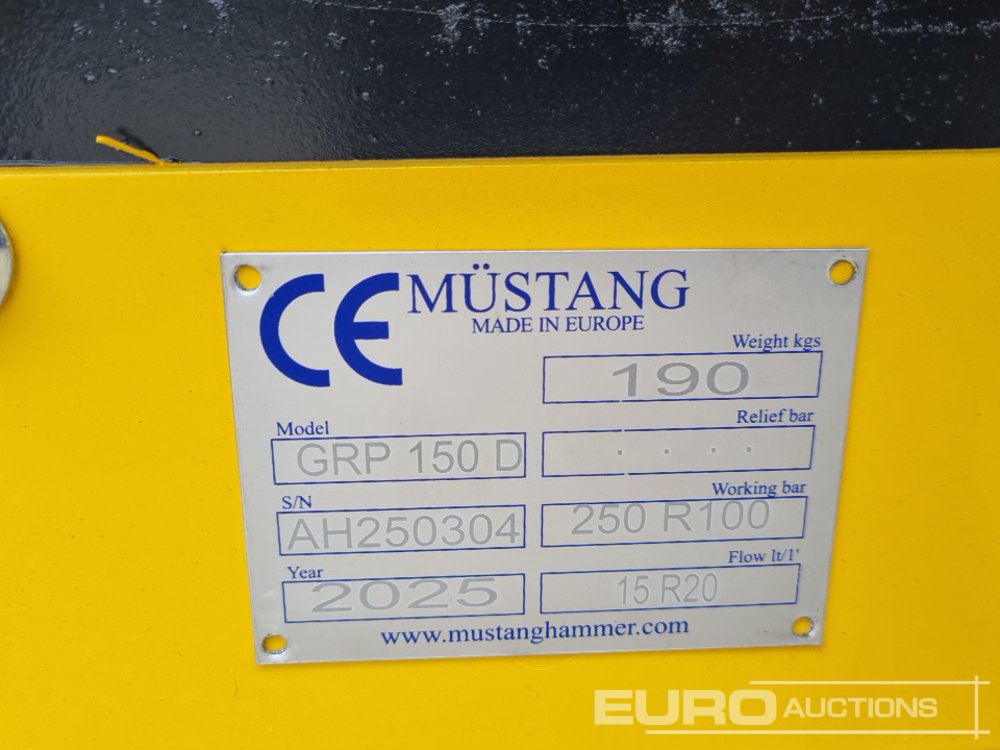 CE MÜSTANG
MADE IN EUROPE
Weight kgs
190
Model
GRP 150 D
Relief bar
. . . .
S/N
AH250304
Working bar
250 R100
Year
2025
Flow lt/1'
15 R20
www.mustanghammer.com
EURO AUCTIONS